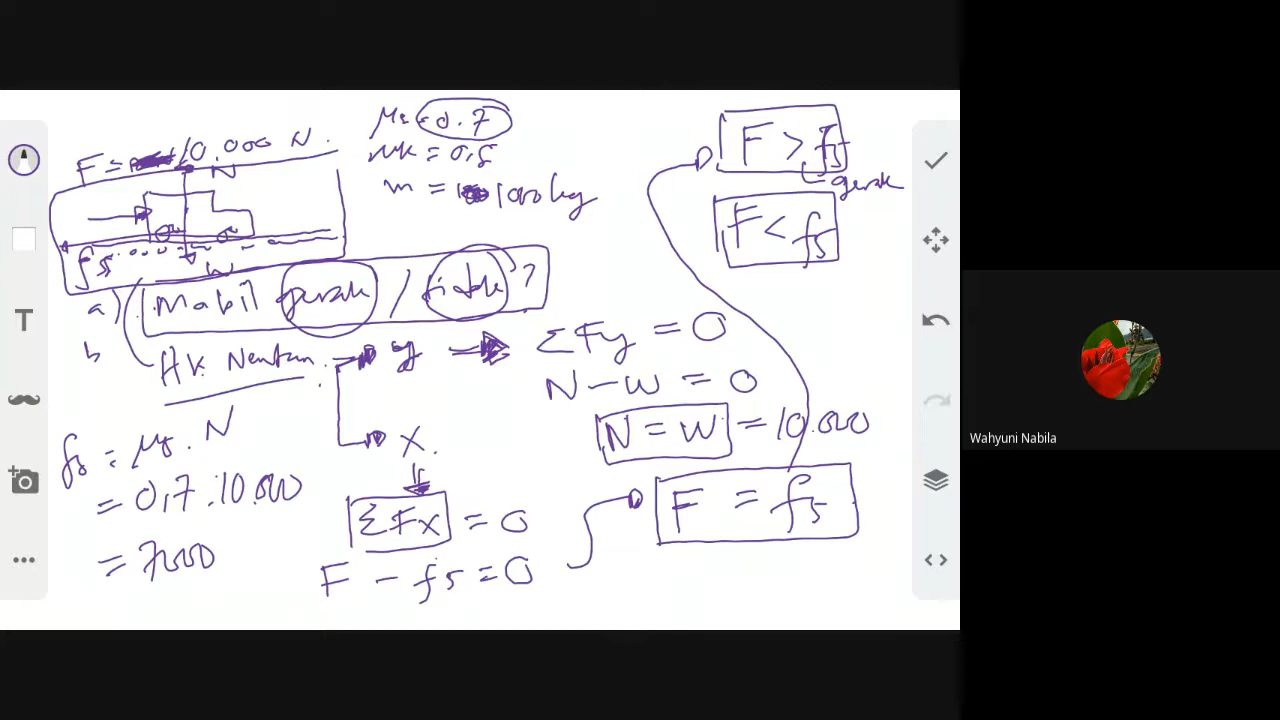 F = 10.000 N.
μs = 0.7
μk = 0,5
m = 1000 kg
N
fs
W
a) Mobil gerak / tidak ?
b
Hk Newton.
y
ΣFy = 0
N - W = 0
N = W = 10.000
x.
ΣFx = 0
F - fs = 0
F = fs
fs = μs . N
= 0,7 . 10.000
= 7000
F > fs
gerak
F < fs
T
Wahyuni Nabila